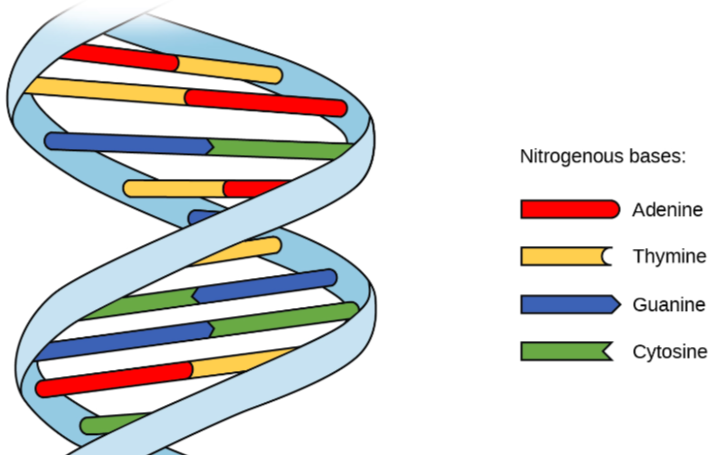 Nitrogenous bases:
Adenine
Thymine
Guanine
Cytosine